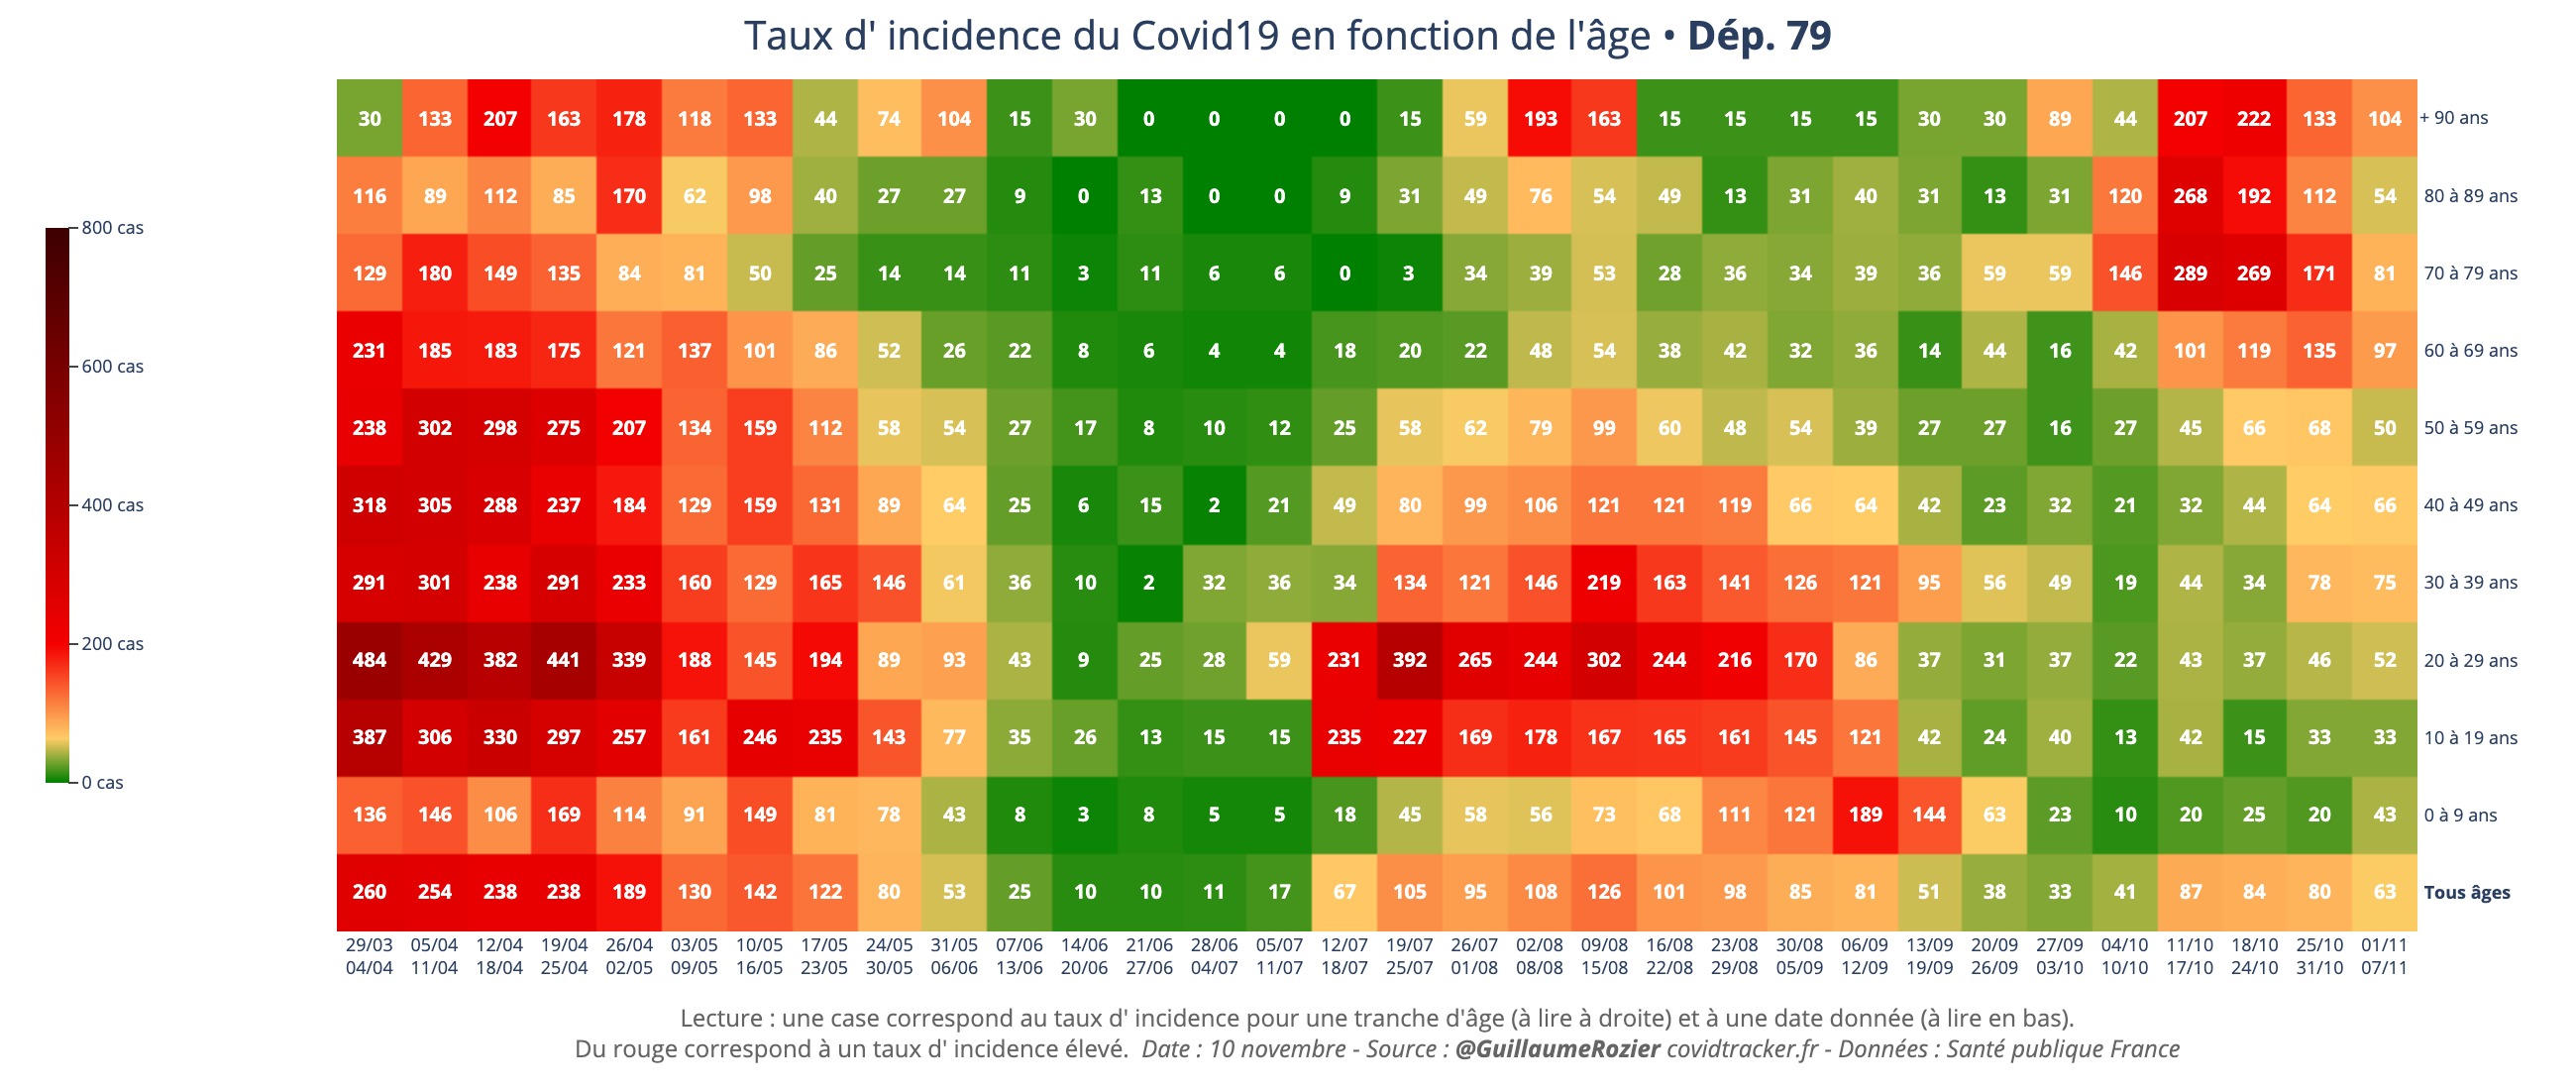 Taux d' incidence du Covid19 en fonction de l'âge • Dép. 79
800 cas
600 cas
400 cas
200 cas
0 cas
30 133 207 163 178 118 133 44 74 104 15 30 0 0 0 0 15 59 193 163 15 15 15 15 30 30 89 44 207 222 133 104 + 90 ans
116 89 112 85 170 62 98 40 27 27 9 0 13 0 0 9 31 49 76 54 49 13 31 40 31 13 31 120 268 192 112 54 80 à 89 ans
129 180 149 135 84 81 50 25 14 14 11 3 11 6 6 0 3 34 39 53 28 36 34 39 36 59 59 146 289 269 171 81 70 à 79 ans
231 185 183 175 121 137 101 86 52 26 22 8 6 4 4 18 20 22 48 54 38 42 32 36 14 44 16 42 101 119 135 97 60 à 69 ans
238 302 298 275 207 134 159 112 58 54 27 17 8 10 12 25 58 62 79 99 60 48 54 39 27 27 16 27 45 66 68 50 50 à 59 ans
318 305 288 237 184 129 159 131 89 64 25 6 15 2 21 49 80 99 106 121 121 119 66 64 42 23 32 21 32 44 64 66 40 à 49 ans
291 301 238 291 233 160 129 165 146 61 36 10 2 32 36 34 134 121 146 219 163 141 126 121 95 56 49 19 44 34 78 75 30 à 39 ans
484 429 382 441 339 188 145 194 89 93 43 9 25 28 59 231 392 265 244 302 244 216 170 86 37 31 37 22 43 37 46 52 20 à 29 ans
387 306 330 297 257 161 246 235 143 77 35 26 13 15 15 235 227 169 178 167 165 161 145 121 42 24 40 13 42 15 33 33 10 à 19 ans
136 146 106 169 114 91 149 81 78 43 8 3 8 5 5 18 45 58 56 73 68 111 121 189 144 63 23 10 20 25 20 43 0 à 9 ans
260 254 238 238 189 130 142 122 80 53 25 10 10 11 17 67 105 95 108 126 101 98 85 81 51 38 33 41 87 84 80 63 Tous âges
29/03 05/04 12/04 19/04 26/04 03/05 10/05 17/05 24/05 31/05 07/06 14/06 21/06 28/06 05/07 12/07 19/07 26/07 02/08 09/08 16/08 23/08 30/08 06/09 13/09 20/09 27/09 04/10 11/10 18/10 25/10 01/11
04/04 11/04 18/04 25/04 02/05 09/05 16/05 23/05 30/05 06/06 13/06 20/06 27/06 04/07 11/07 18/07 25/07 01/08 08/08 15/08 22/08 29/08 05/09 12/09 19/09 26/09 03/10 10/10 17/10 24/10 31/10 07/11
Lecture : une case correspond au taux d' incidence pour une tranche d'âge (à lire à droite) et à une date donnée (à lire en bas).
Du rouge correspond à un taux d' incidence élevé. Date : 10 novembre - Source : @GuillaumeRozier covidtracker.fr - Données : Santé publique France